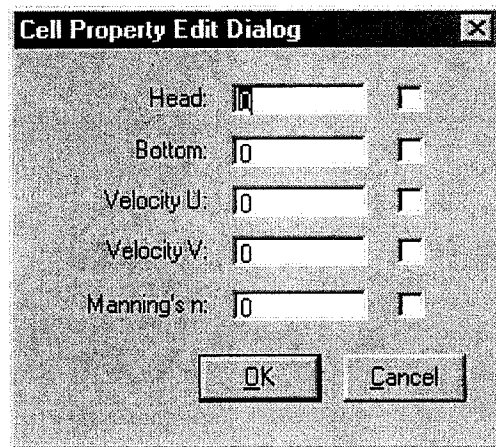 Cell Property Edit Dialog
Head: 0
Bottom: 0
Velocity U: 0
Velocity V: 0
Manning's n: 0
OK Cancel